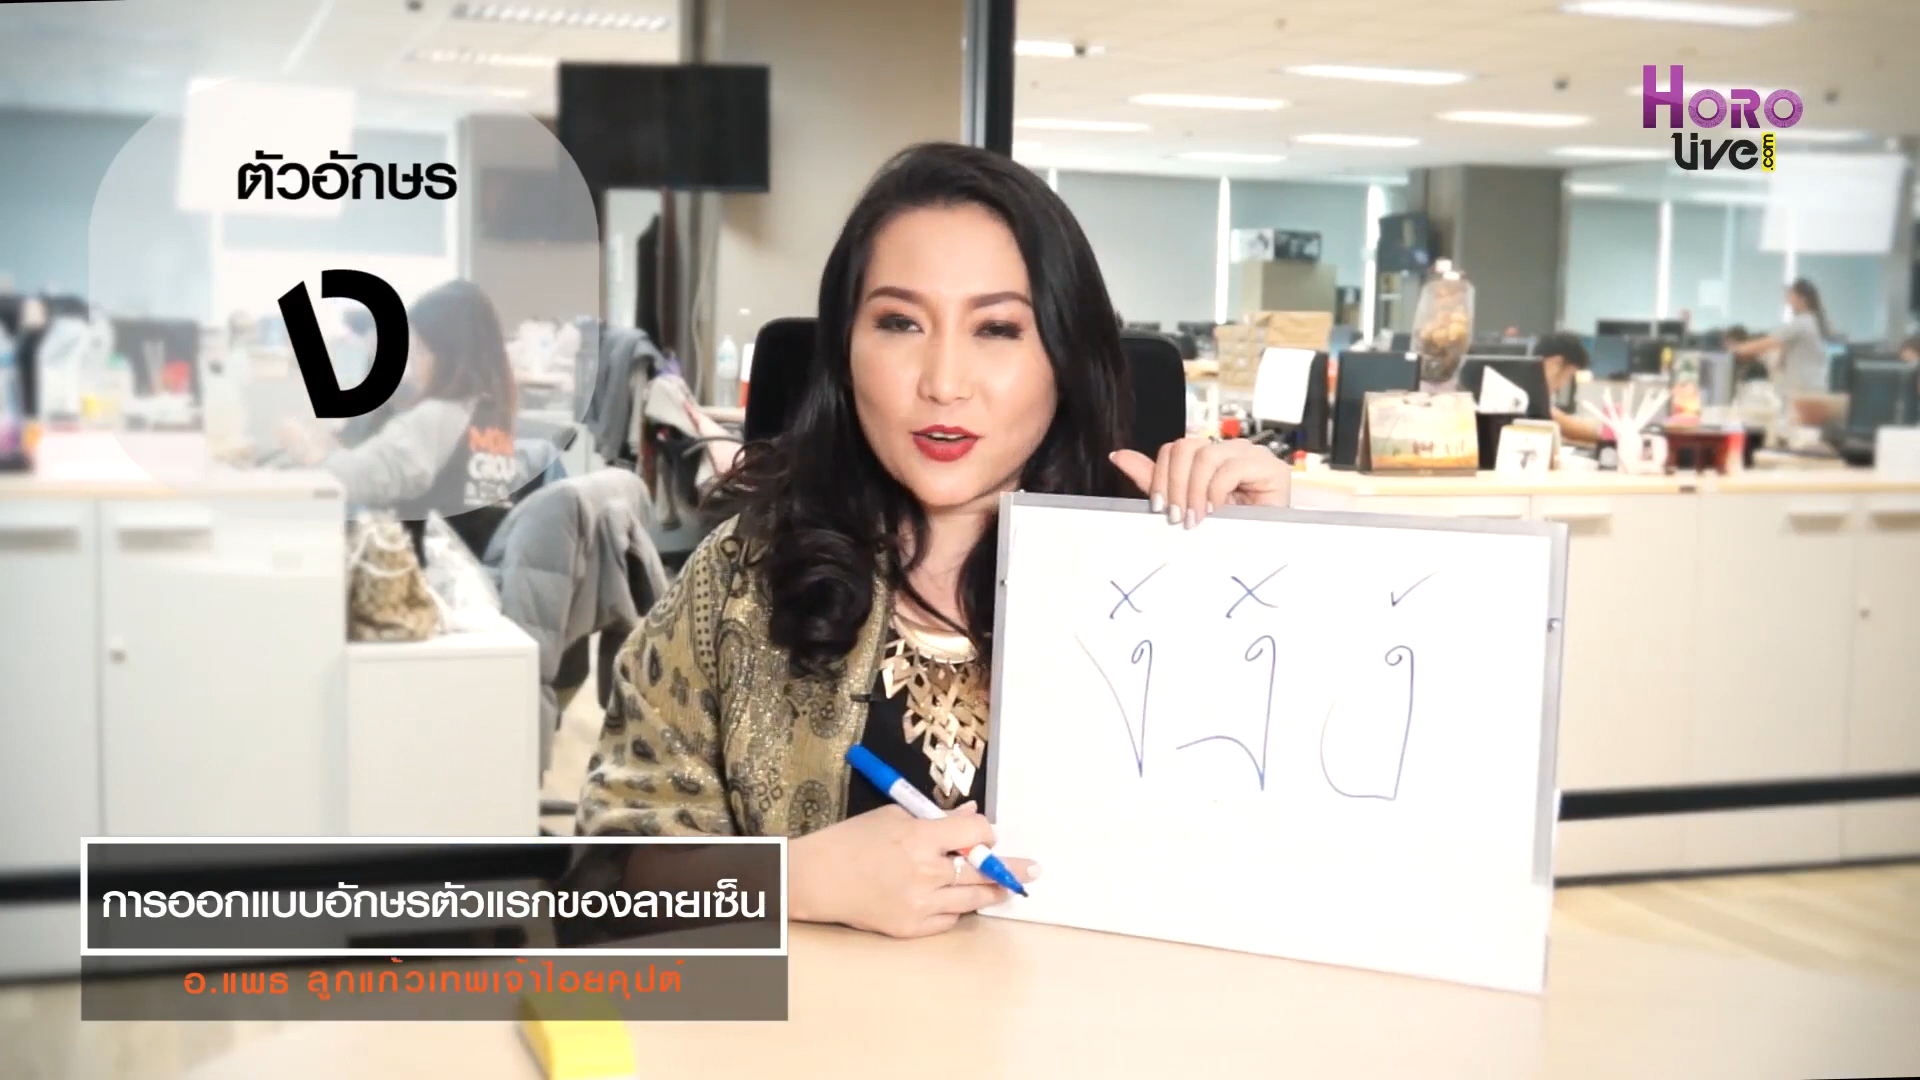 ตัวอักษร
ง
HORO
live.com
X X ✓
ง ง ง
การออกแบบอักษรตัวแรกของลายเซ็น
อ.แพธ ลูกแก้วเทพเจ้าไอยคุปต์